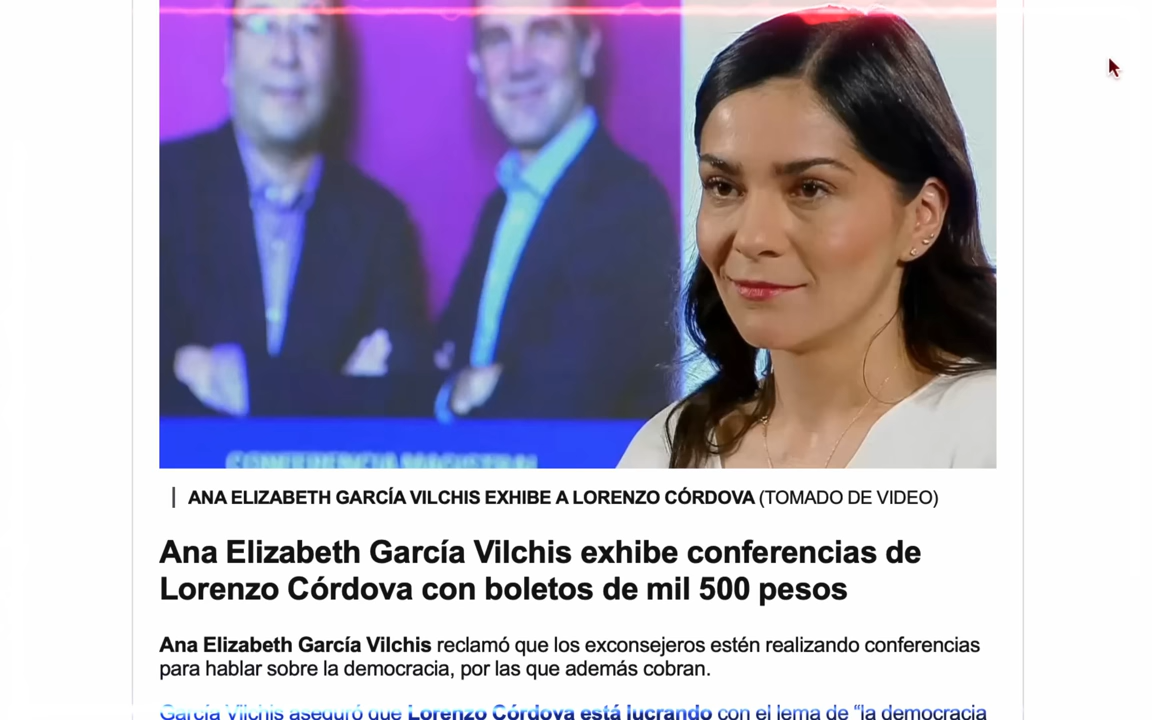 CONFERENCIA MAGISTRAL
ANA ELIZABETH GARCÍA VILCHIS EXHIBE A LORENZO CÓRDOVA (TOMADO DE VIDEO)
Ana Elizabeth García Vilchis exhibe conferencias de
Lorenzo Córdova con boletos de mil 500 pesos
Ana Elizabeth García Vilchis reclamó que los exconsejeros estén realizando conferencias
para hablar sobre la democracia, por las que además cobran.
García Vilchis aseguró que Lorenzo Córdova está lucrando con el lema de “la democracia